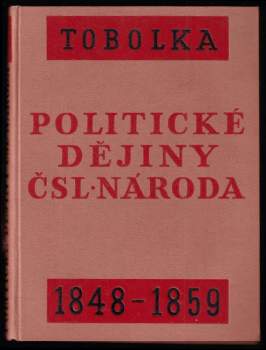 TOBOLKA
POLITICKÉ
DĚJINY
ČSL·NÁRODA
1848-1859